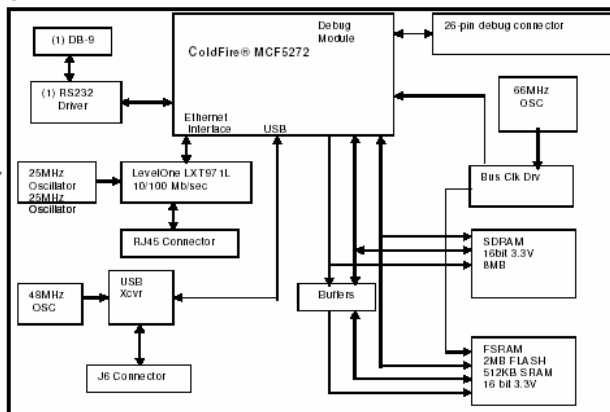 Debug
Module
26-pin debug connector
(1) DB-9
ColdFire® MCF5272
(1) RS232
Driver
66MHz
OSC
Ethernet
Interface
USB
25MHz
Oscillator
25MHz
Oscillator
LevelOne LXT971L
10/100 Mb/sec
Bus Clk Drv
RJ45 Connector
SDRAM
16bit 3.3V
8MB
48MHz
OSC
USB
Xcvr
Buffers
J6 Connector
FSRAM
2MB FLASH
512KB SRAM
16 bit 3.3V